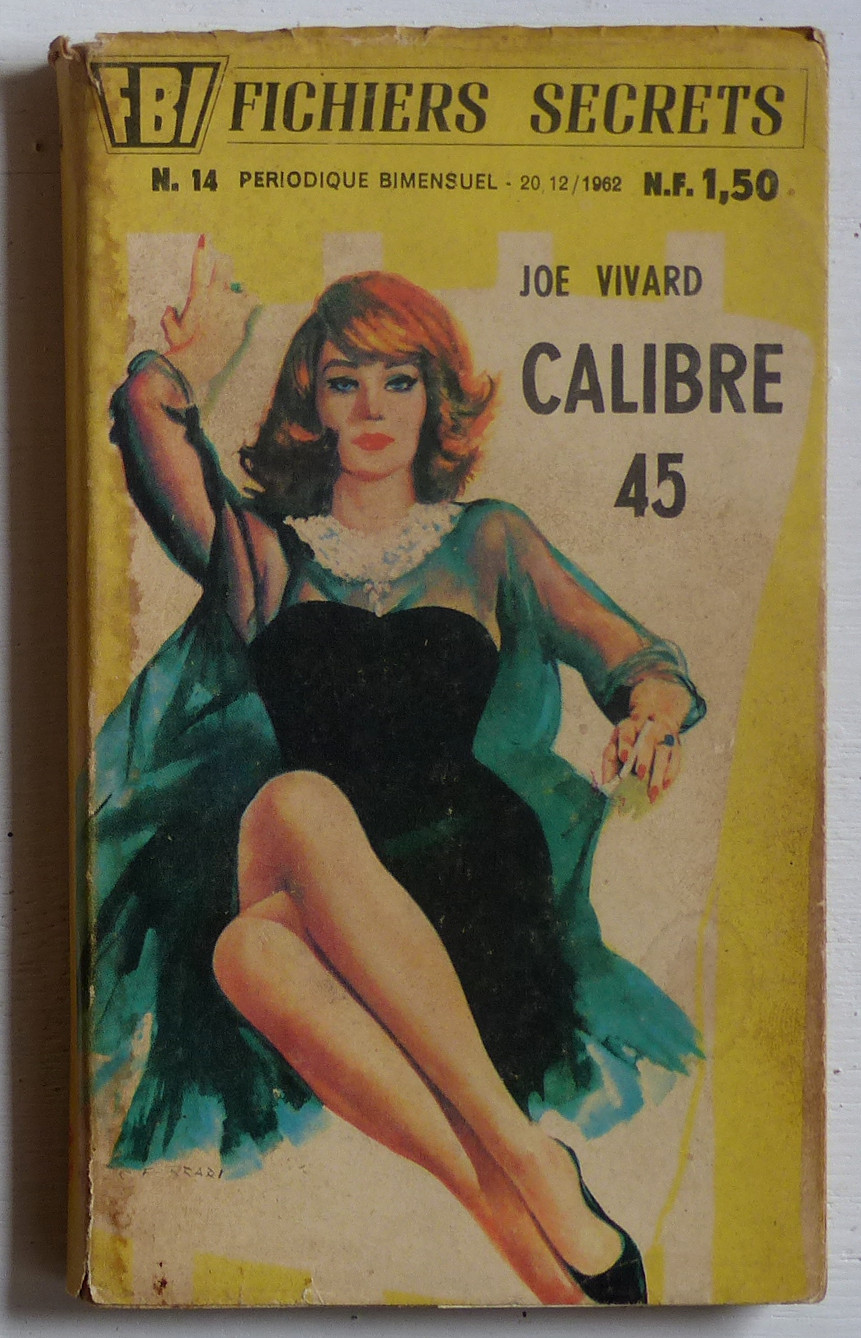 FBI FICHIERS SECRETS
N. 14 PERIODIQUE BIMENSUEL - 20,12/1962 N.F. 1,50
JOE VIVARD
CALIBRE
45